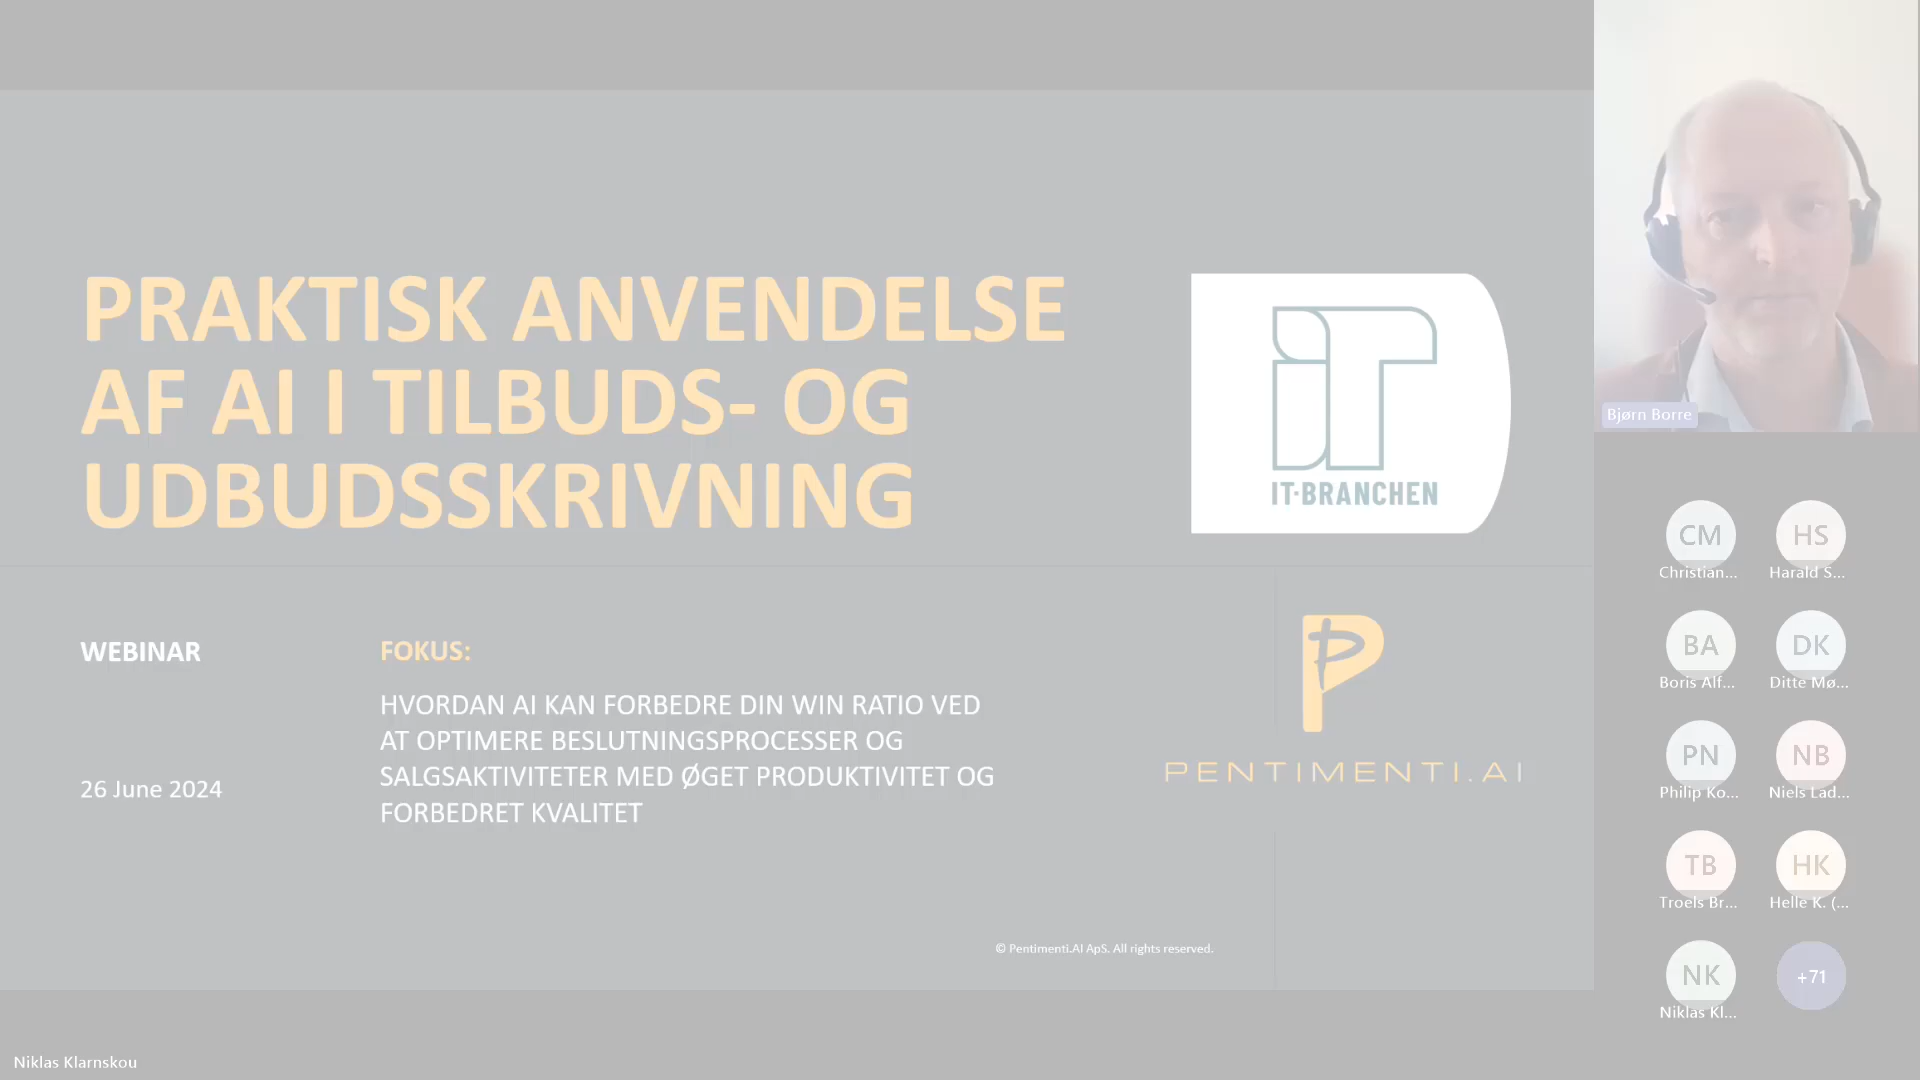 PRAKTISK ANVENDELSE
AF AI I TILBUDS- OG
UDBUDSSKRIVNING
IT-BRANCHEN
WEBINAR
26 June 2024
FOKUS:
HVORDAN AI KAN FORBEDRE DIN WIN RATIO VED
AT OPTIMERE BESLUTNINGSPROCESSER OG
SALGSAKTIVITETER MED ØGET PRODUKTIVITET OG
FORBEDRET KVALITET
PENTIMENTI.AI
© Pentimenti.AI ApS. All rights reserved.
Niklas Klarnskou
Bjørn Borre
CM
Christian...
HS
Harald S...
BA
Boris Alf...
DK
Ditte Mø...
PN
Philip Ko...
NB
Niels Lad...
TB
Troels Br...
HK
Helle K. (...
NK
Niklas Kl...
+71